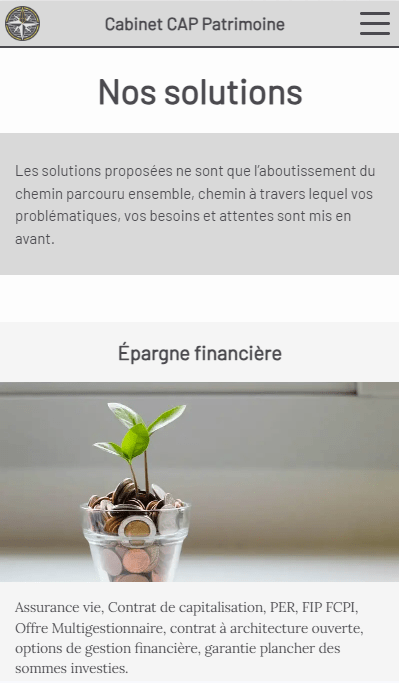 Cabinet CAP Patrimoine
Nos solutions
Les solutions proposées ne sont que l'aboutissement du
chemin parcouru ensemble, chemin à travers lequel vos
problématiques, vos besoins et attentes sont mis en
avant.
Épargne financière
Assurance vie, Contrat de capitalisation, PER, FIP FCPI,
Offre Multigestionnaire, contrat à architecture ouverte,
options de gestion financière, garantie plancher des
sommes investies.